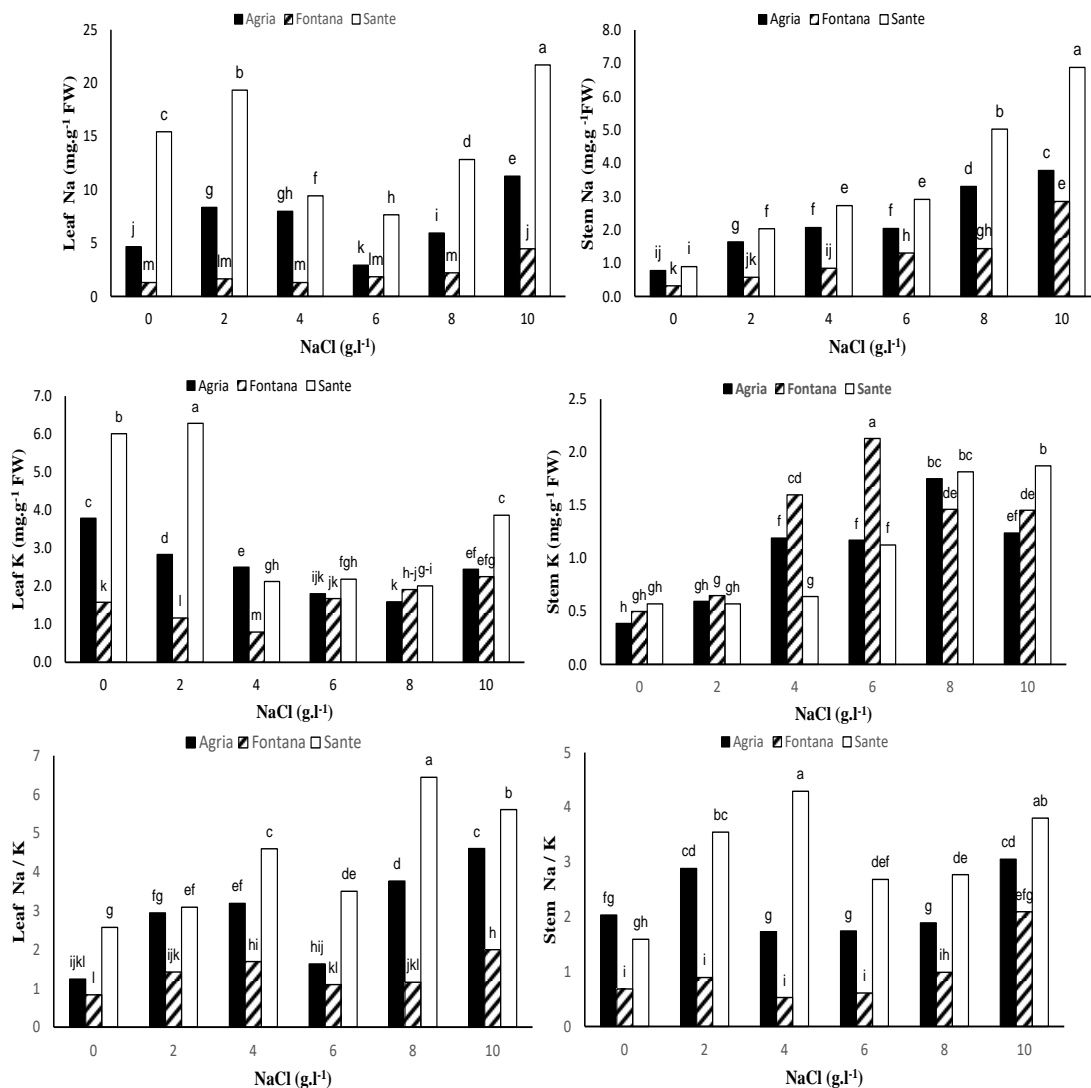 Agria Fontana Sante
Leaf Na (mg.g⁻¹ FW)
25
20
15
10
5
0
j m c
g lm b
gh m f
k lm h
i m d
e j a
0 2 4 6 8 10
NaCl (g.l⁻¹)
Agria Fontana Sante
Stem Na (mg.g⁻¹FW)
8.0
7.0
6.0
5.0
4.0
3.0
2.0
1.0
0.0
ij k i
g jk f
f ij e
f h e
d gh b
c e a
0 2 4 6 8 10
NaCl (g.l⁻¹)
Agria Fontana Sante
Leaf K (mg.g⁻¹ FW)
7.0
6.0
5.0
4.0
3.0
2.0
1.0
0.0
c k b
d l a
e m gh
ijk jk fgh
k h-j g-i
ef efg c
0 2 4 6 8 10
NaCl (g.l⁻¹)
Agria Fontana Sante
Stem K (mg.g⁻¹ FW)
2.5
2.0
1.5
1.0
0.5
0.0
h gh gh
gh g gh
f cd g
f a f
bc de bc
ef de b
0 2 4 6 8 10
NaCl (g.l⁻¹)
Agria Fontana Sante
Leaf Na / K
7
6
5
4
3
2
1
0
ijkl l g
fg ijk ef
ef hi c
hij kl de
d jkl a
c h b
0 2 4 6 8 10
NaCl (g.l⁻¹)
Agria Fontana Sante
Stem Na / K
5
4
3
2
1
0
fg i gh
cd i bc
g i a
g i def
g ih de
cd efg ab
0 2 4 6 8 10
NaCl (g.l⁻¹)